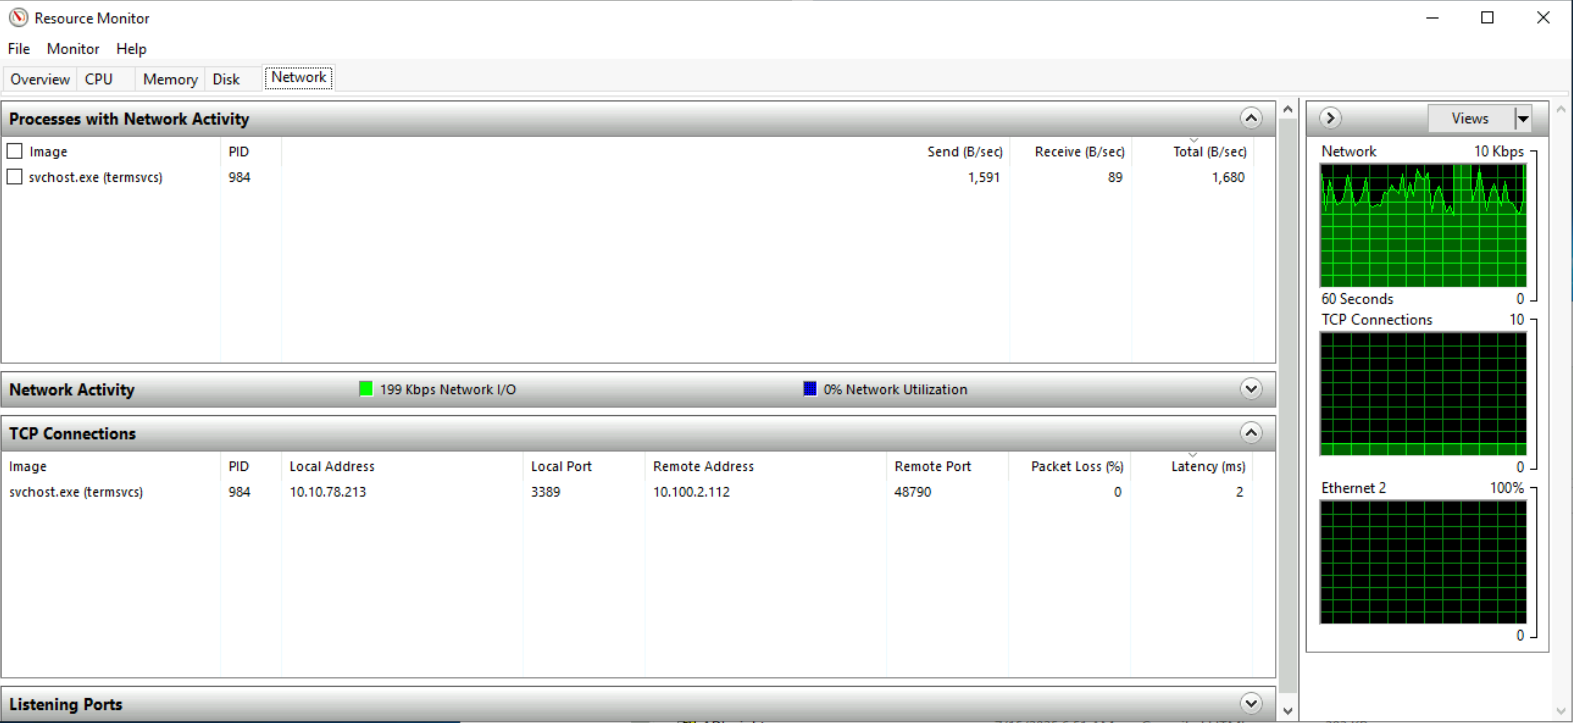 Resource Monitor
File Monitor Help
Overview CPU Memory Disk Network
Processes with Network Activity
Image PID Send (B/sec) Receive (B/sec) Total (B/sec)
svchost.exe (termsvcs) 984 1,591 89 1,680
Network Activity 199 Kbps Network I/O 0% Network Utilization
TCP Connections
Image PID Local Address Local Port Remote Address Remote Port Packet Loss (%) Latency (ms)
svchost.exe (termsvcs) 984 10.10.78.213 3389 10.100.2.112 48790 0 2
Listening Ports
Views
Network 10 Kbps
60 Seconds 0
TCP Connections 10
0
Ethernet 2 100%
0